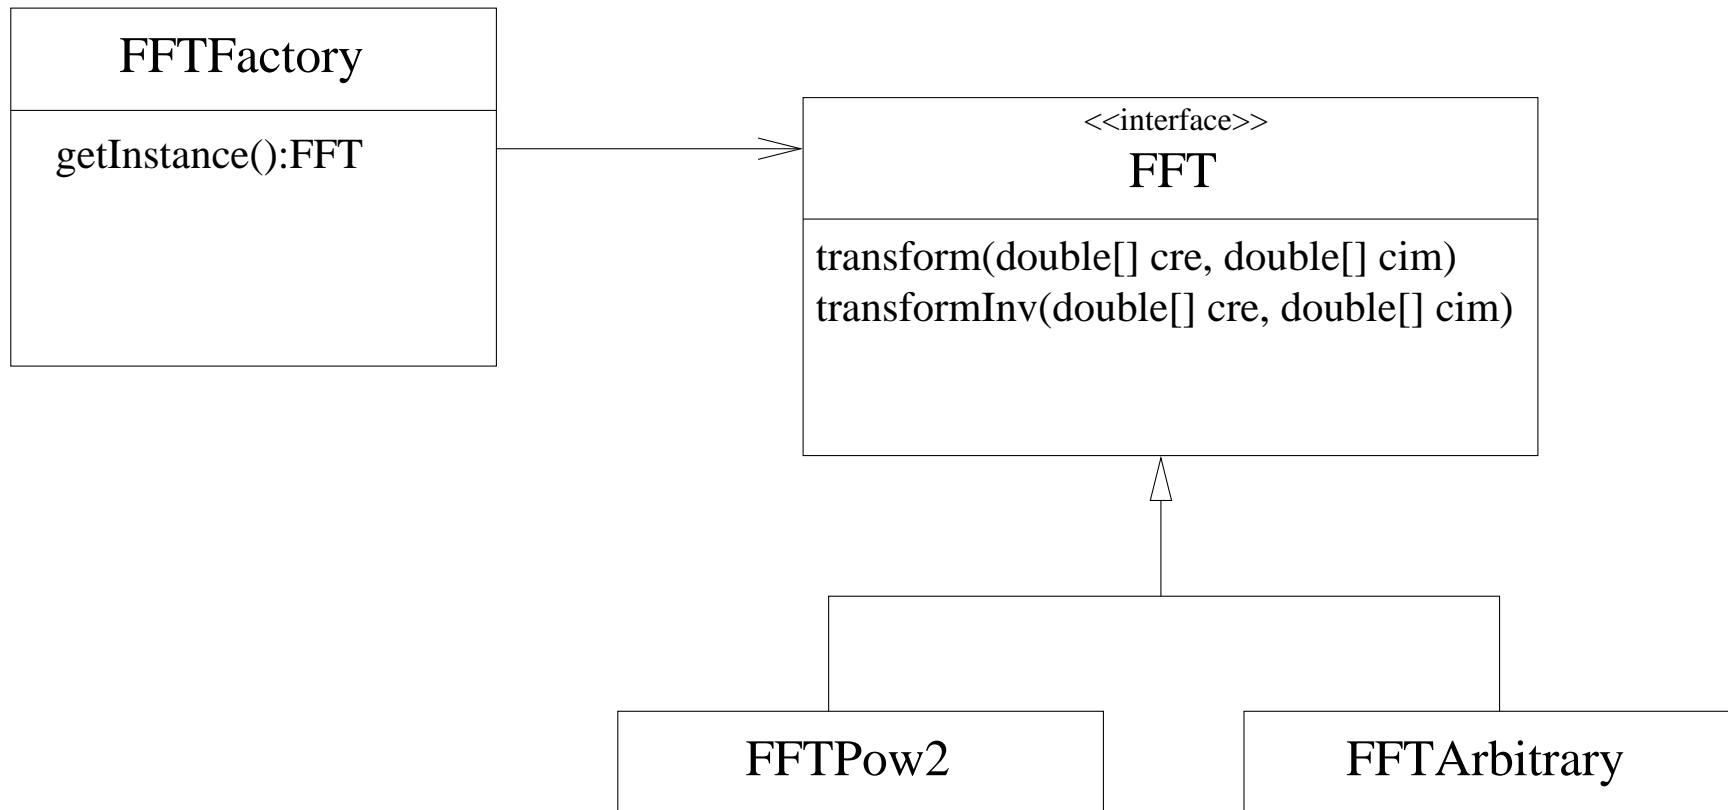 FFTFactory
getInstance():FFT
<<interface>>
FFT
transform(double[] cre, double[] cim)
transformInv(double[] cre, double[] cim)
FFTPow2
FFTArbitrary